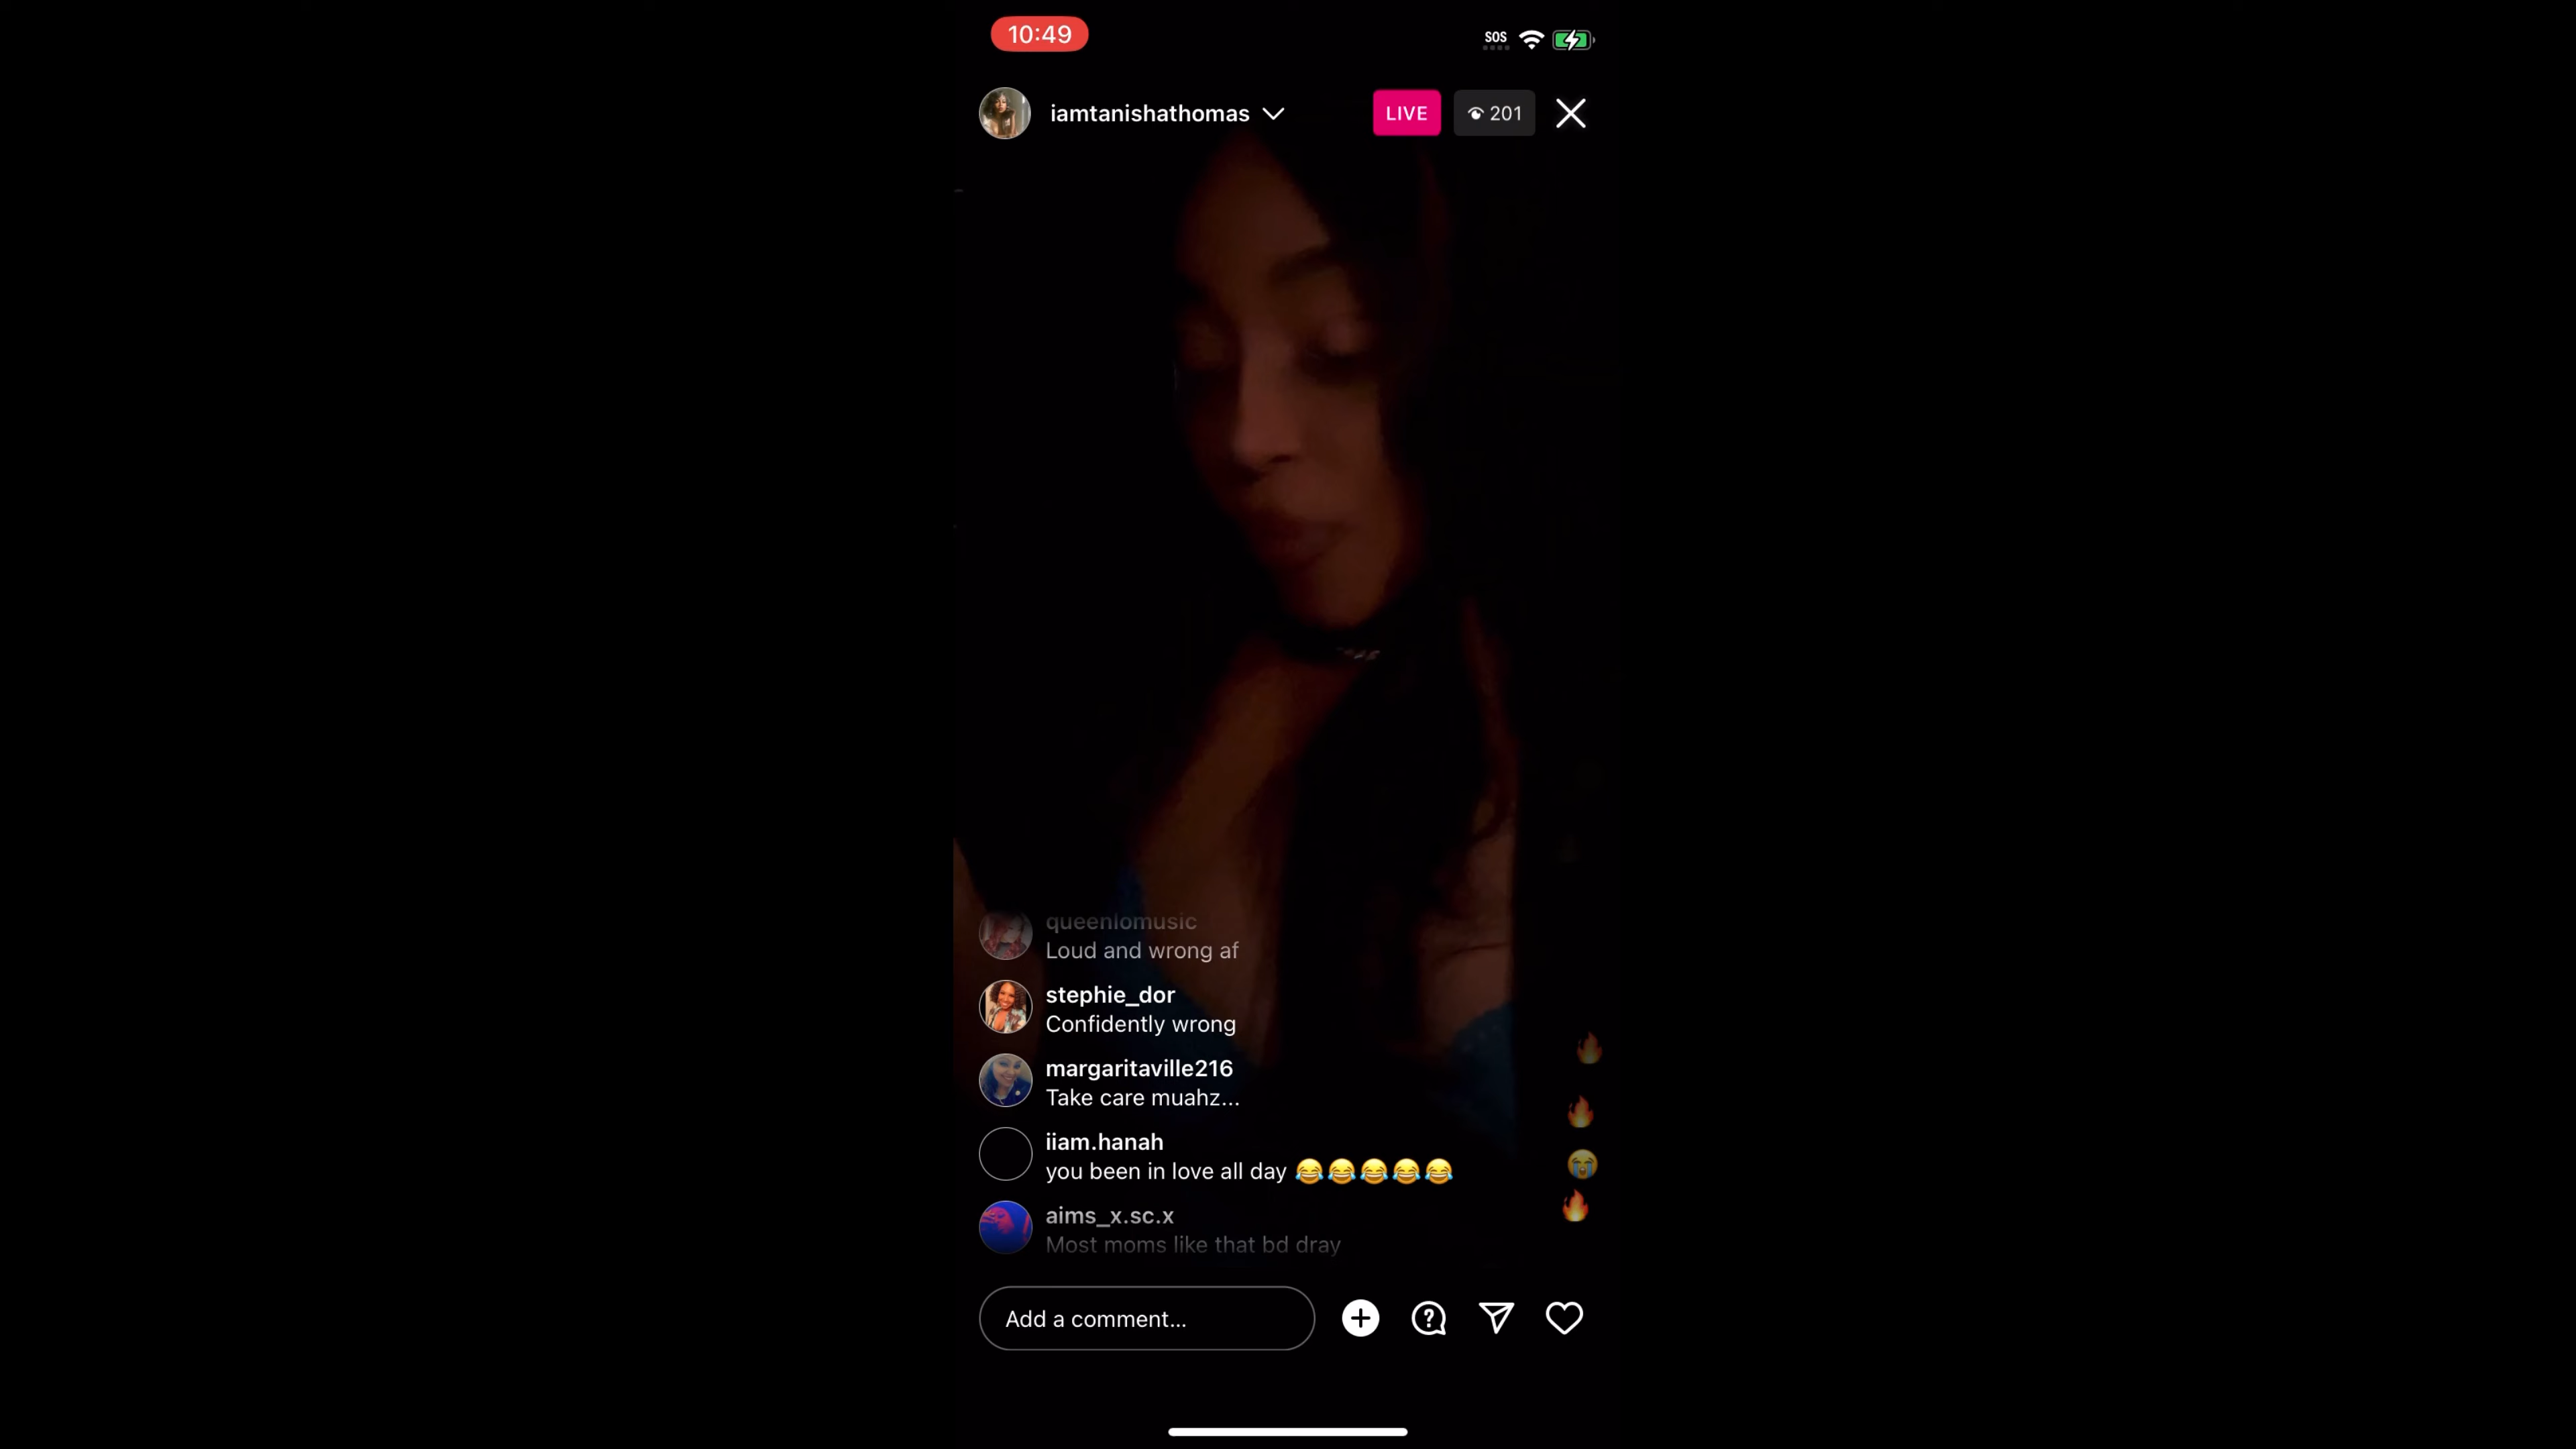 10:49
SOS
iamtanishathomas
LIVE
201
queenlomusic
Loud and wrong af
stephie_dor
Confidently wrong
margaritaville216
Take care muahz...
iiam.hanah
you been in love all day 😂😂😂😂😂
aims_x.sc.x
Most moms like that bd dray
Add a comment...